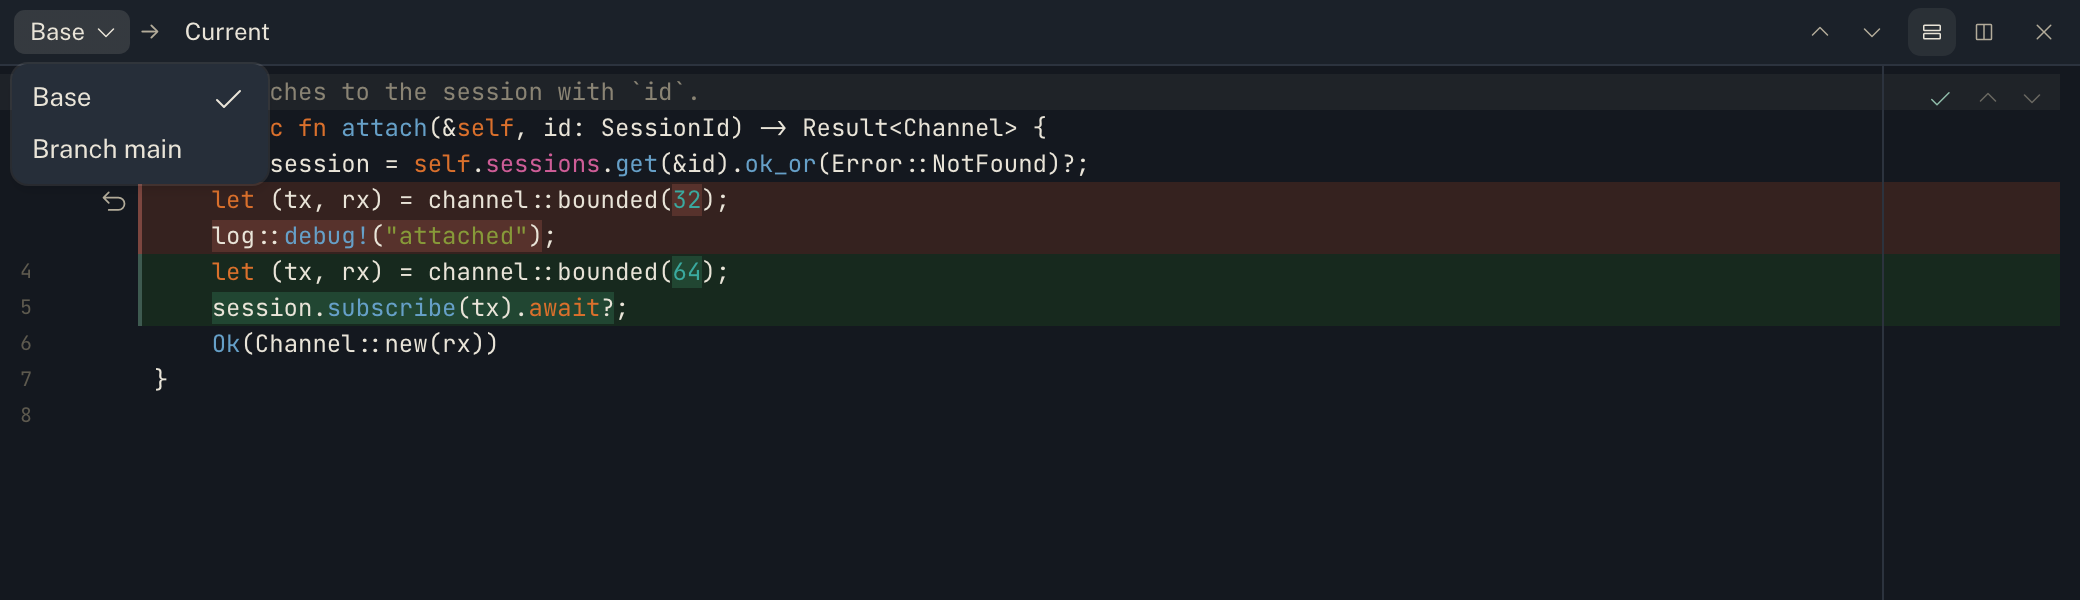 Base → Current
Base
Branch main
ches to the session with `id`.
c fn attach(&self, id: SessionId) -> Result<Channel> {
session = self.sessions.get(&id).ok_or(Error::NotFound)?;
let (tx, rx) = channel::bounded(32);
log::debug!("attached");
4 let (tx, rx) = channel::bounded(64);
5 session.subscribe(tx).await?;
6 Ok(Channel::new(rx))
7 }
8